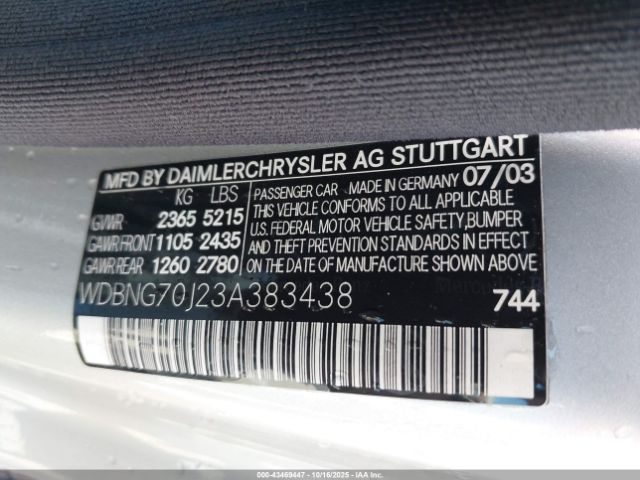 MFD BY DAIMLERCHRYSLER AG STUTTGART
KG LBS
GVWR 2365 5215
GAWR FRONT 1105 2435
GAWR REAR 1260 2780
PASSENGER CAR MADE IN GERMANY 07/03
THIS VEHICLE CONFORMS TO ALL APPLICABLE
U.S. FEDERAL MOTOR VEHICLE SAFETY, BUMPER
AND THEFT PREVENTION STANDARDS IN EFFECT
ON THE DATE OF MANUFACTURE SHOWN ABOVE
WDBNG70J23A383438
744
000-43469447 - 10/16/2025 - IAAI.CA